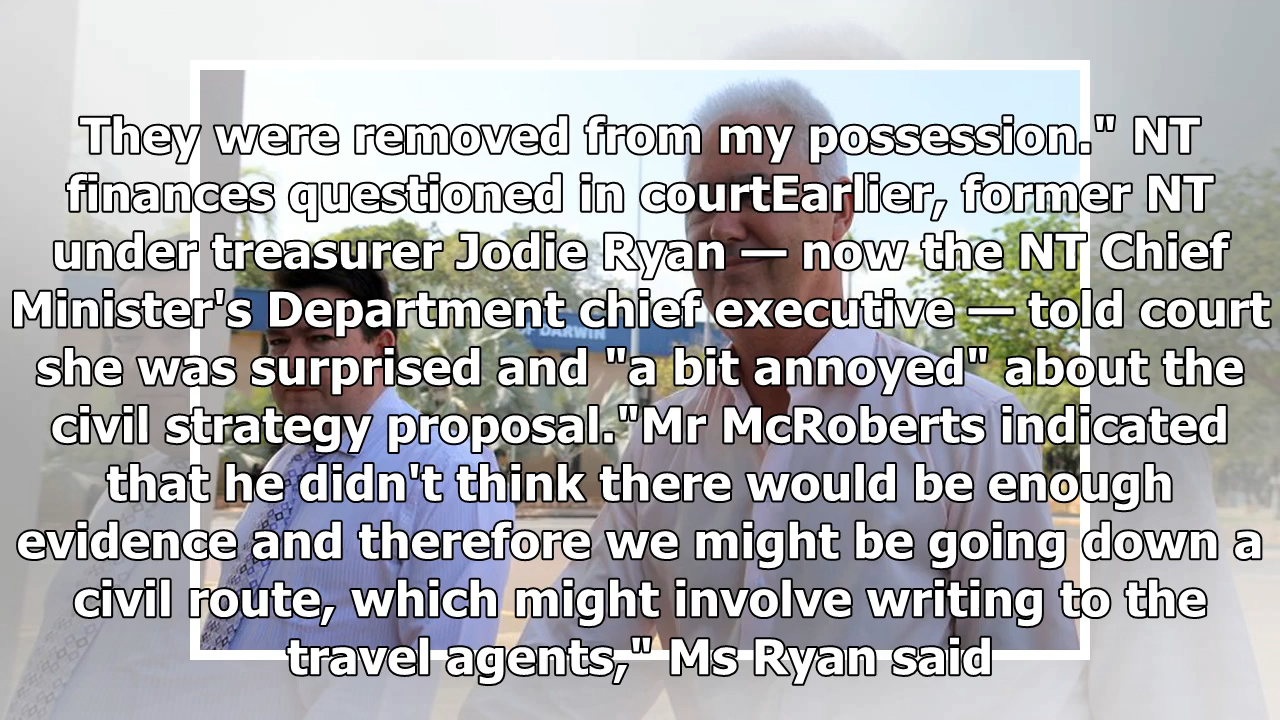 They were removed from my possession." NT
finances questioned in courtEarlier, former NT
under treasurer Jodie Ryan — now the NT Chief
Minister's Department chief executive — told court
she was surprised and "a bit annoyed" about the
civil strategy proposal."Mr McRoberts indicated
that he didn't think there would be enough
evidence and therefore we might be going down a
civil route, which might involve writing to the
travel agents," Ms Ryan said
DARWIN